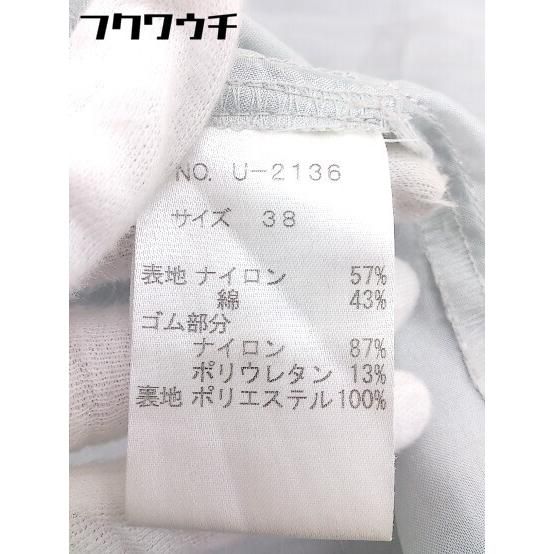 フクワウチ
NO. U-2136
サイズ 38
表地 ナイロン 57%
綿 43%
ゴム部分
ナイロン 87%
ポリウレタン 13%
裏地 ポリエステル 100%